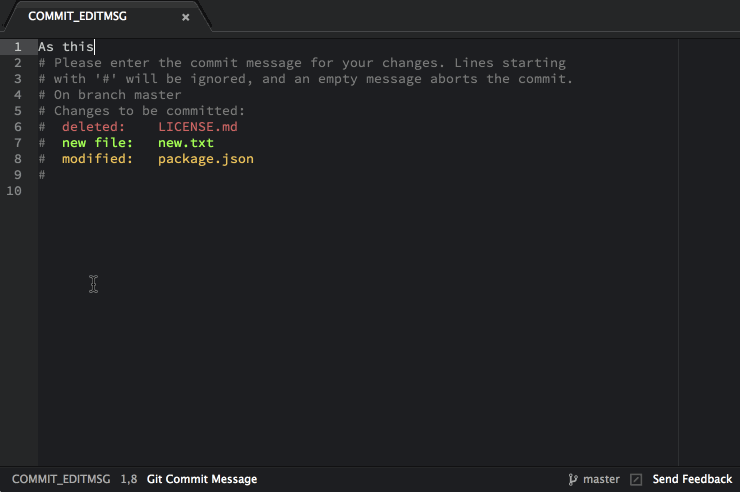 COMMIT_EDITMSG ×
1 As this
2 # Please enter the commit message for your changes. Lines starting
3 # with '#' will be ignored, and an empty message aborts the commit.
4 # On branch master
5 # Changes to be committed:
6 # deleted: LICENSE.md
7 # new file: new.txt
8 # modified: package.json
9 #
10
COMMIT_EDITMSG 1,8 Git Commit Message master Send Feedback